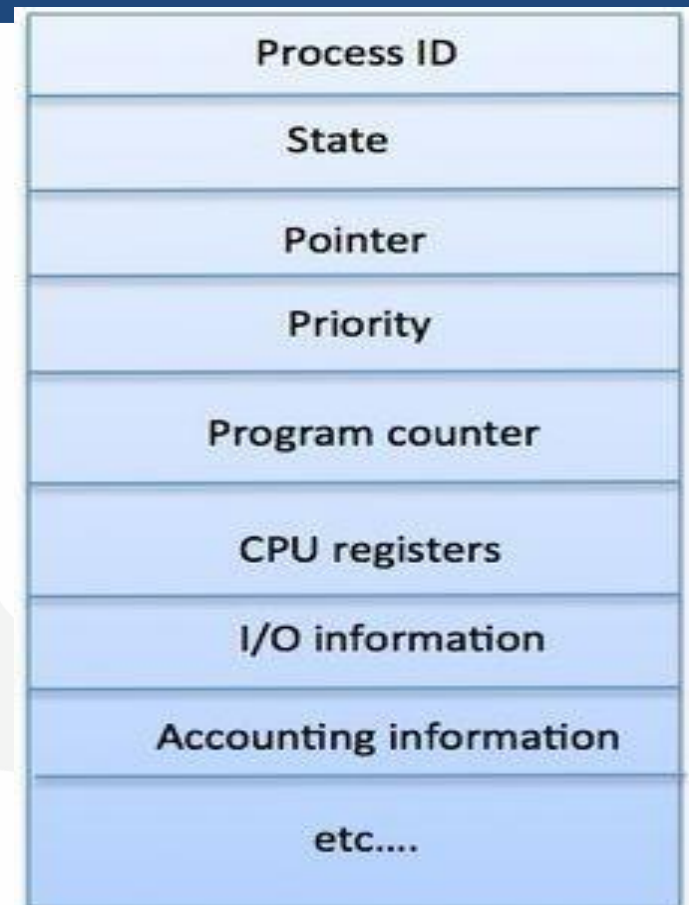 Process ID
State
Pointer
Priority
Program counter
CPU registers
I/O information
Accounting information
etc....